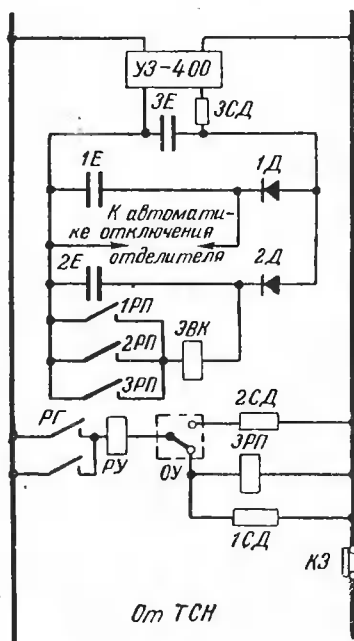 УЗ-400
3Е
3СД
1Е
1Д
К автомати-
ке отключения
отделителя
2Е
2Д
1РП
ЭВК
2РП
3РП
2СД
РГ
3РП
РУ
ОУ
1СД
КЗ
От ТСН